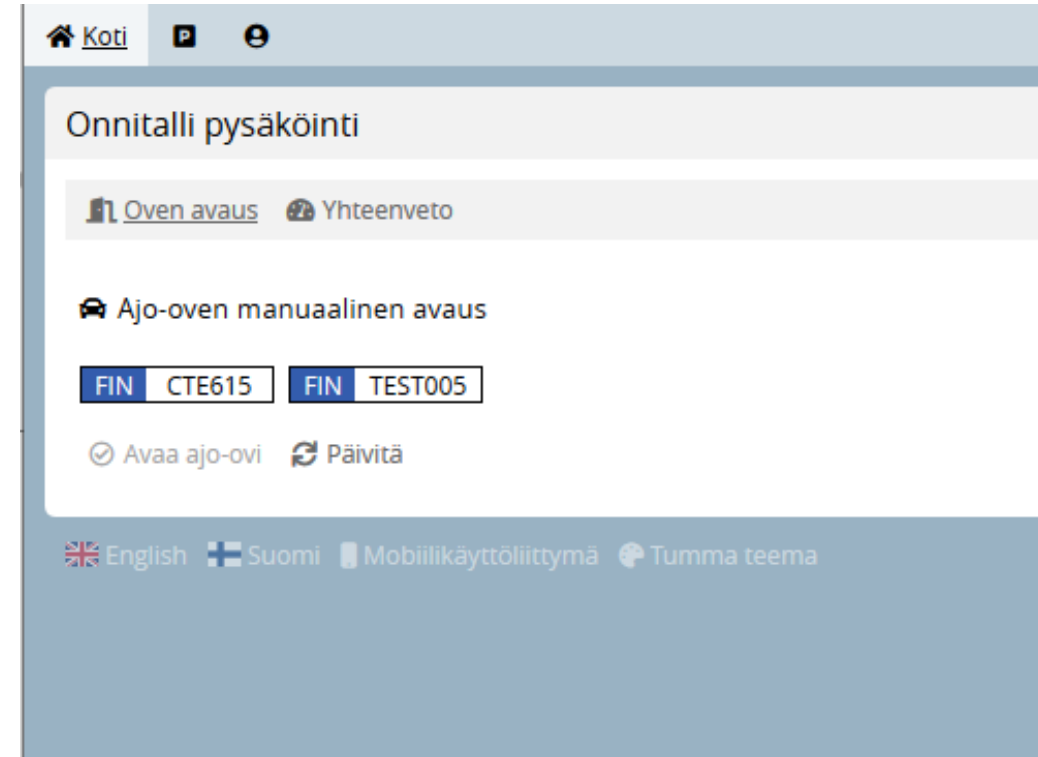 Koti
Onnitalli pysäköinti
Oven avaus Yhteenveto
Ajo-oven manuaalinen avaus
FIN CTE615 FIN TEST005
Avaa ajo-ovi Päivitä
English Suomi Mobiilikäyttöliittymä Tumma teema